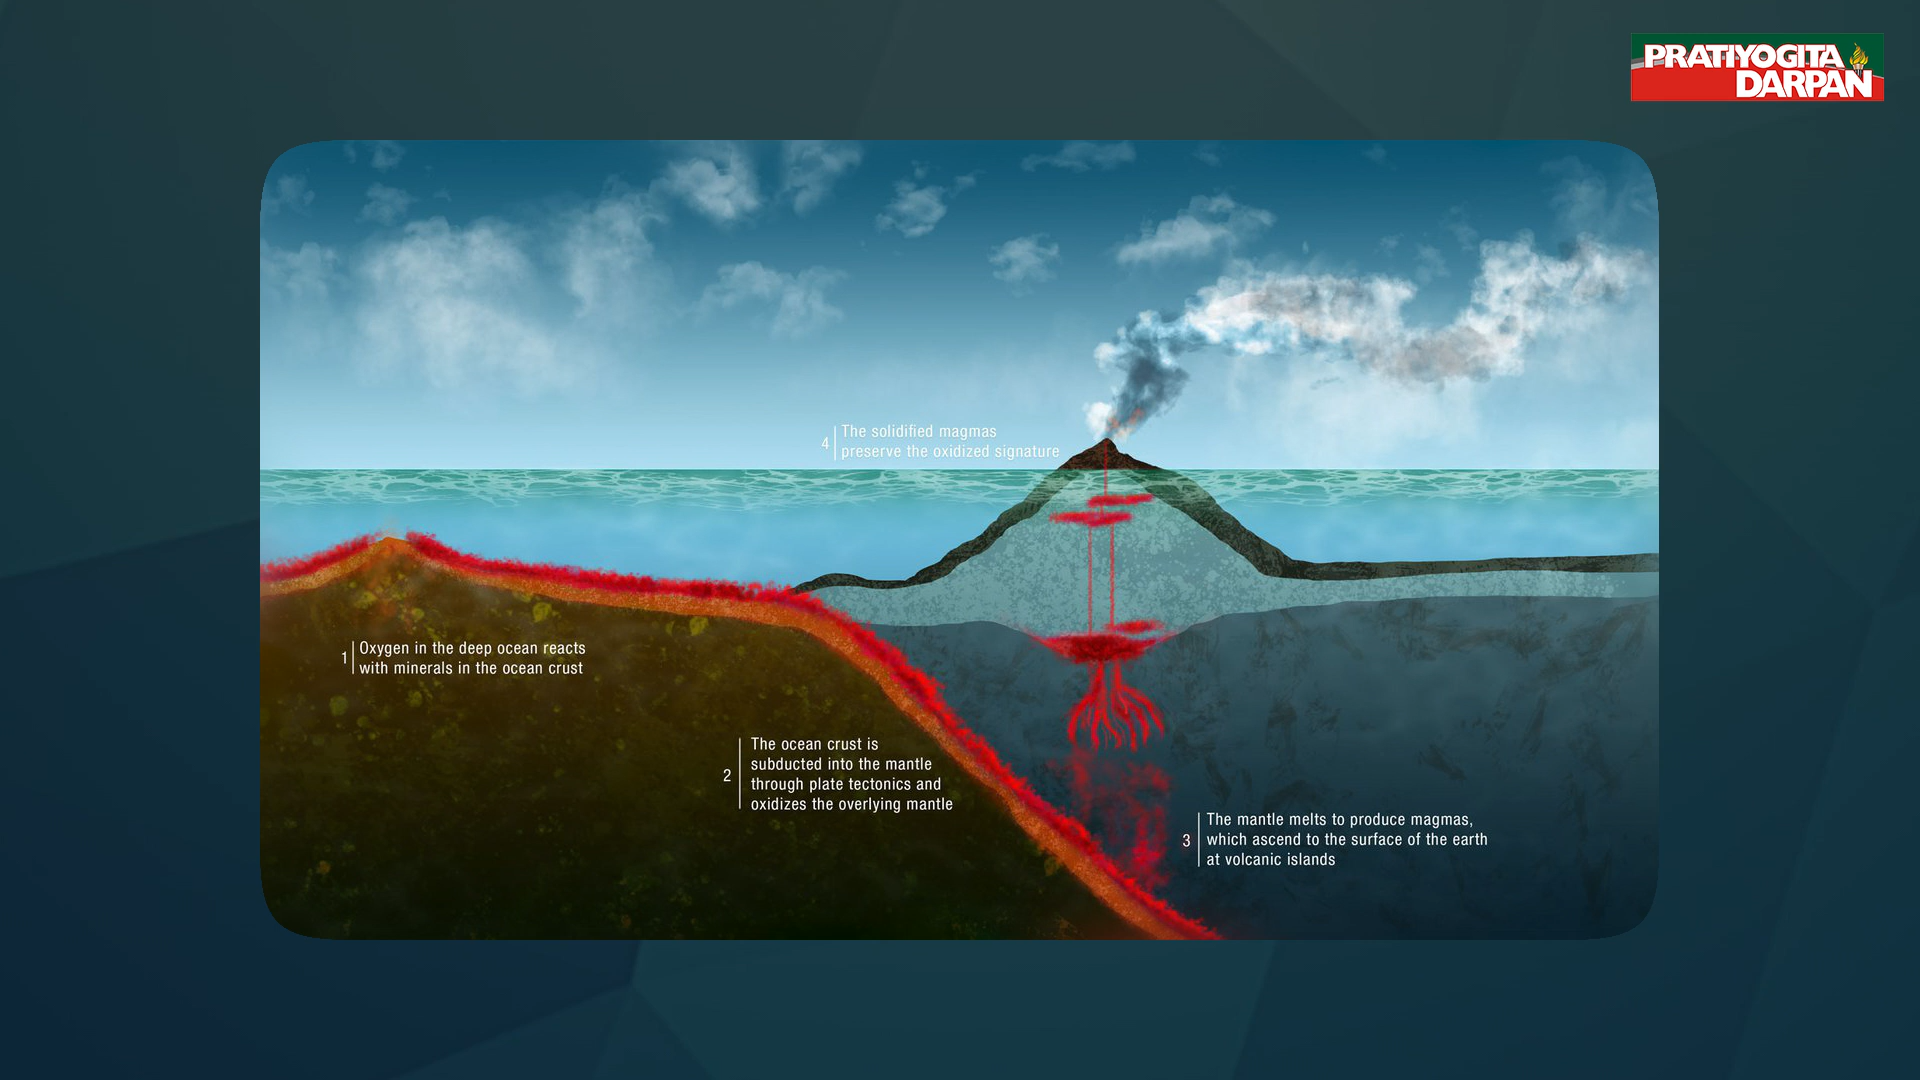 PRATIYOGITA
DARPAN
4
The solidified magmas
preserve the oxidized signature
1
Oxygen in the deep ocean reacts
with minerals in the ocean crust
2
The ocean crust is
subducted into the mantle
through plate tectonics and
oxidizes the overlying mantle
3
The mantle melts to produce magmas,
which ascend to the surface of the earth
at volcanic islands